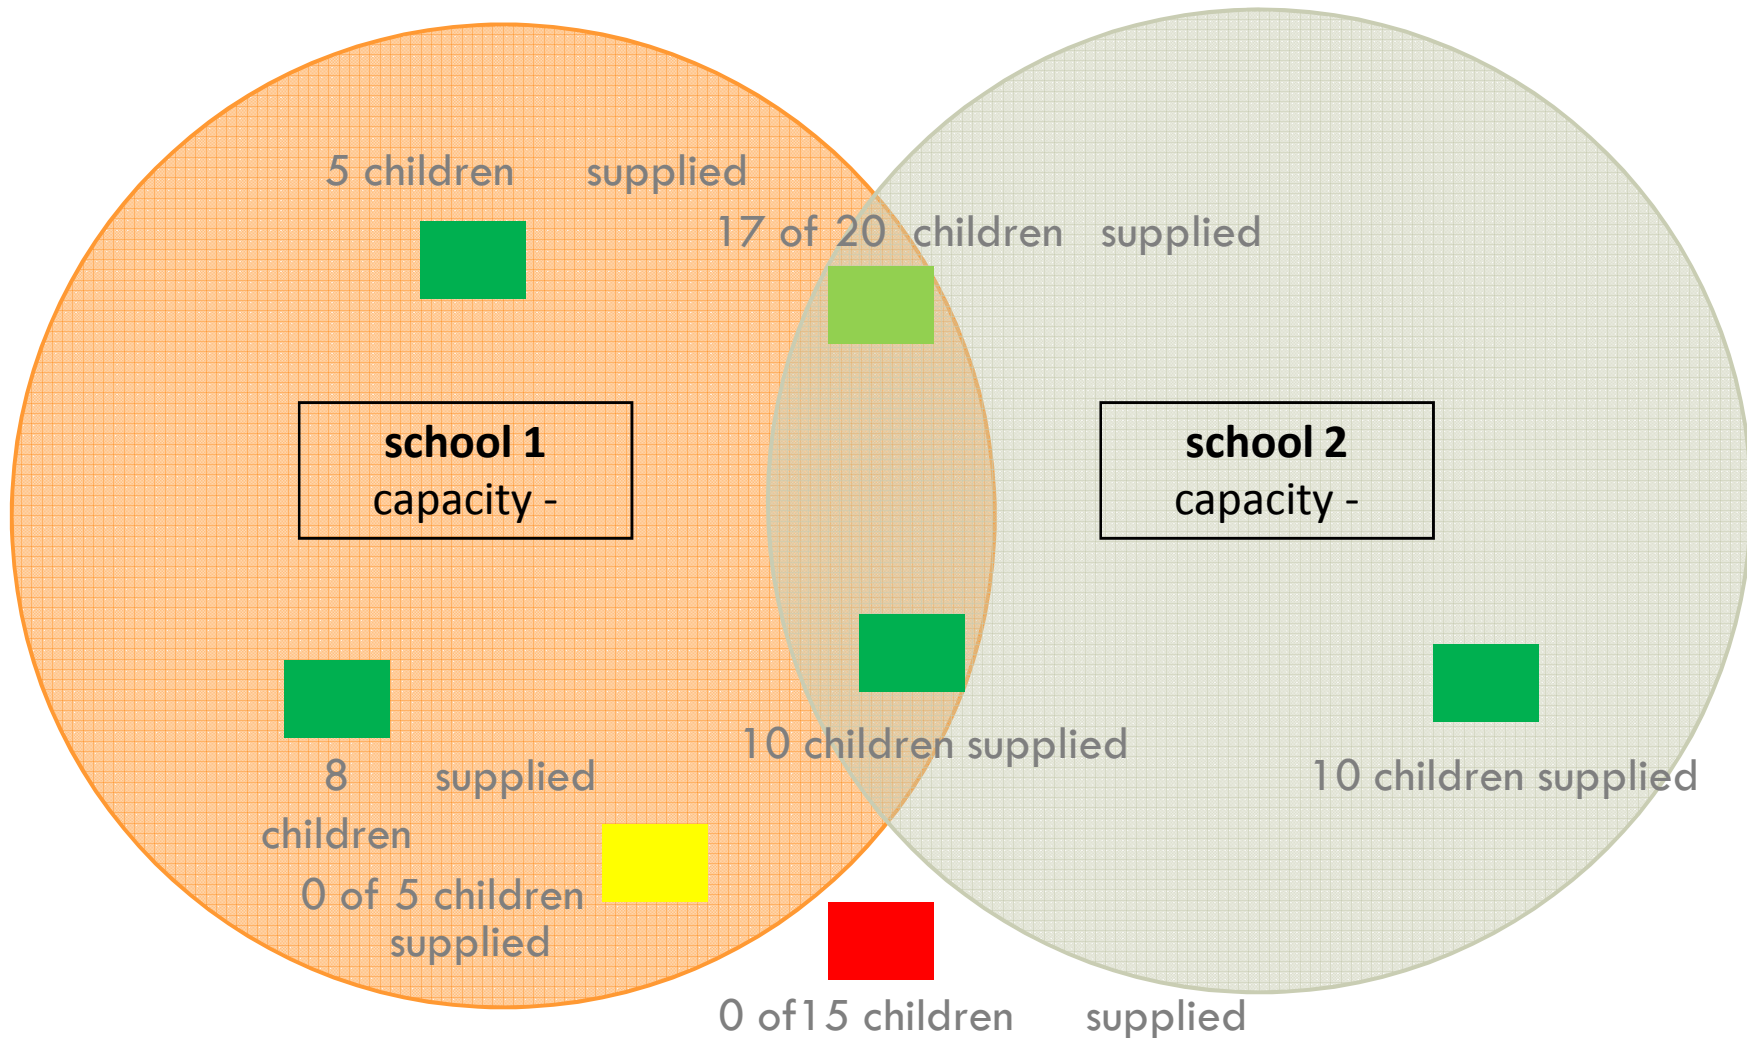 5 children supplied
17 of 20 children supplied
school 1
capacity -
school 2
capacity -
10 children supplied
8 supplied
children
10 children supplied
0 of 5 children
supplied
0 of15 children supplied